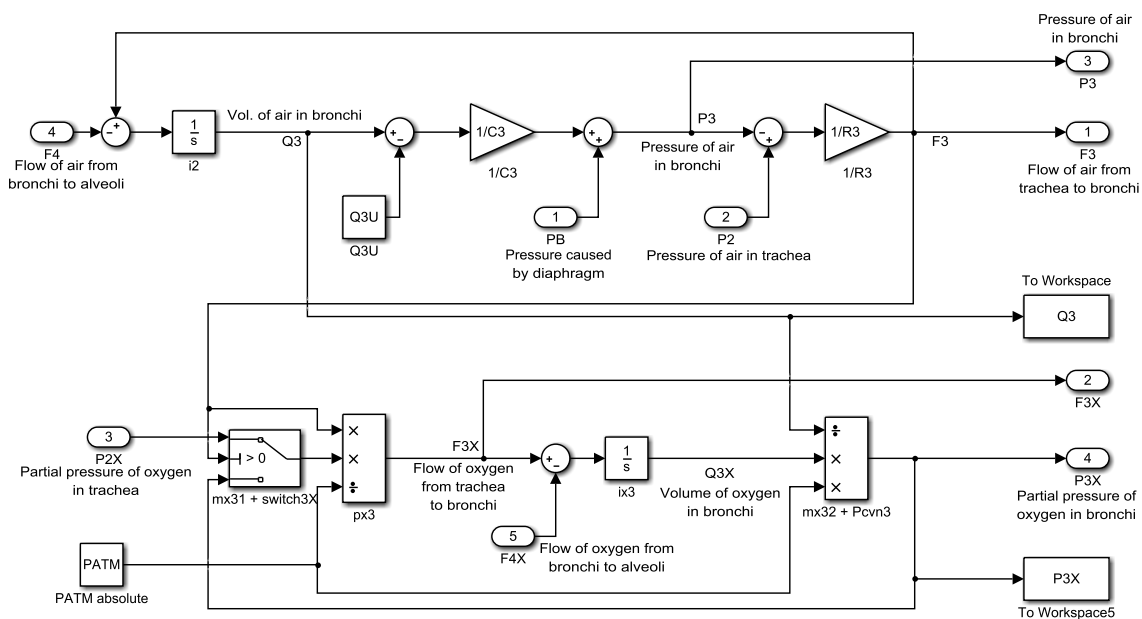 Pressure of air
in bronchi
3
P3
4
F4
Flow of air from
bronchi to alveoli
− +
1
s
i2
Vol. of air in bronchi
Q3
+ −
Q3U
Q3U
1/C3
1/C3
+ +
1
PB
Pressure caused
by diaphragm
P3
Pressure of air
in bronchi
− +
2
P2
Pressure of air in trachea
1/R3
1/R3
F3
1
F3
Flow of air from
trachea to bronchi
To Workspace
Q3
2
F3X
3
P2X
Partial pressure of oxygen
in trachea
> 0
mx31 + switch3X
×
×
÷
px3
F3X
Flow of oxygen
from trachea
to bronchi
+ −
5
F4X
Flow of oxygen from
bronchi to alveoli
1
s
ix3
Q3X
Volume of oxygen
in bronchi
÷
×
×
mx32 + Pcvn3
4
P3X
Partial pressure of
oxygen in bronchi
PATM
PATM absolute
P3X
To Workspace5